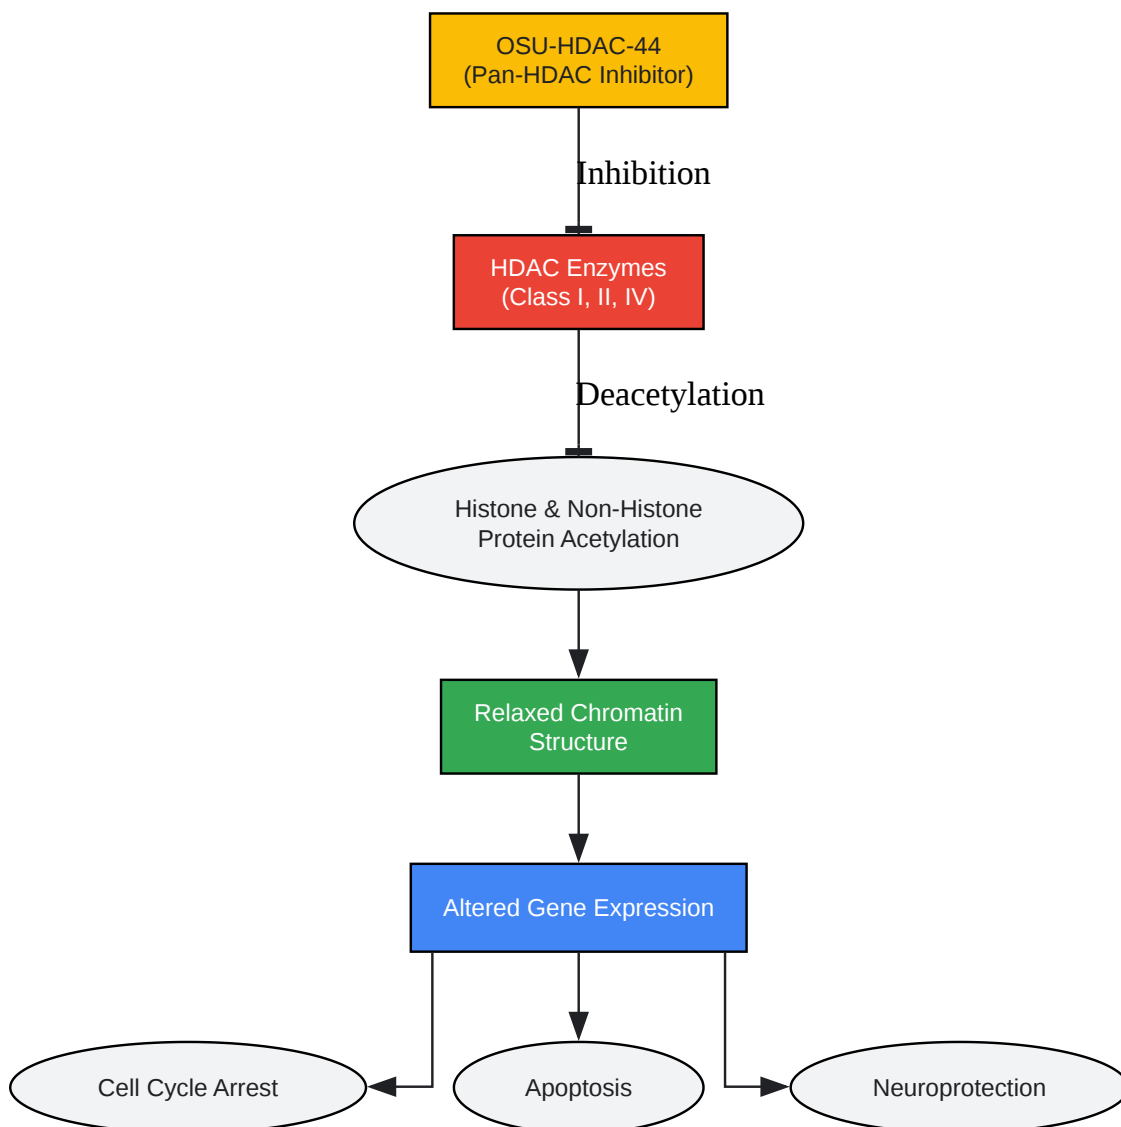 OSU-HDAC-44
(Pan-HDAC Inhibitor)
Inhibition
HDAC Enzymes
(Class I, II, IV)
Deacetylation
Histone & Non-Histone
Protein Acetylation
Relaxed Chromatin
Structure
Altered Gene Expression
Cell Cycle Arrest
Apoptosis
Neuroprotection